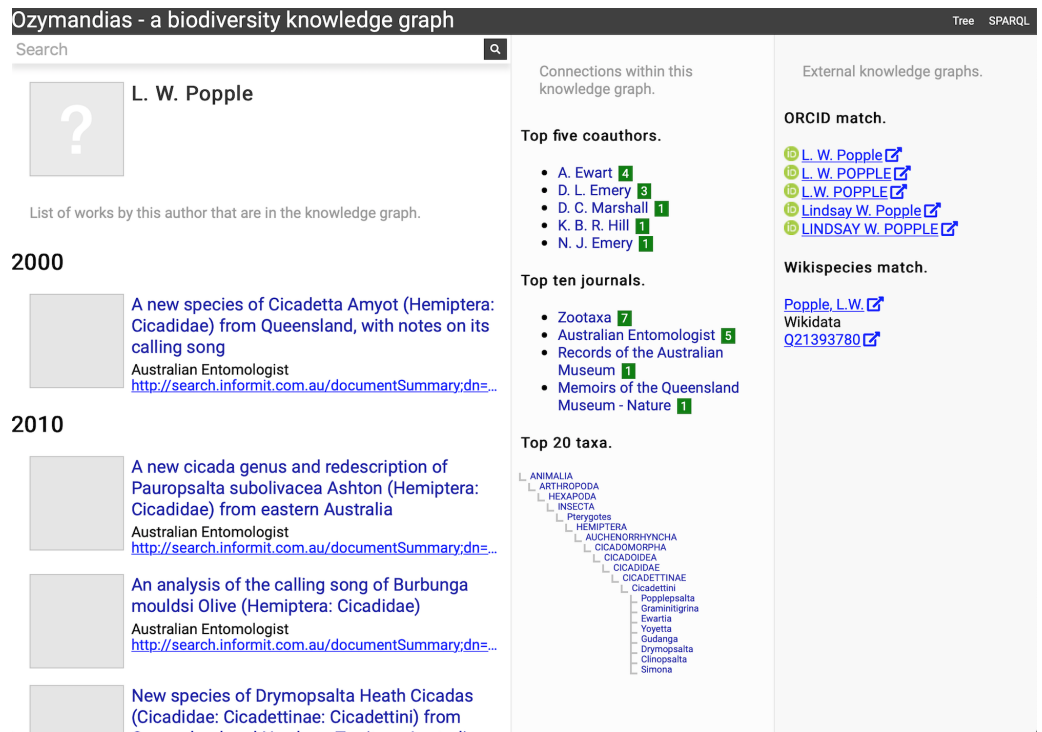 Ozymandias - a biodiversity knowledge graph
Tree SPARQL
Search
?
L. W. Popple
List of works by this author that are in the knowledge graph.
2000
A new species of Cicadetta Amyot (Hemiptera:
Cicadidae) from Queensland, with notes on its
calling song
Australian Entomologist
http://search.informit.com.au/documentSummary;dn=...
2010
A new cicada genus and redescription of
Pauropsalta subolivacea Ashton (Hemiptera:
Cicadidae) from eastern Australia
Australian Entomologist
http://search.informit.com.au/documentSummary;dn=...
An analysis of the calling song of Burbunga
mouldsi Olive (Hemiptera: Cicadidae)
Australian Entomologist
http://search.informit.com.au/documentSummary;dn=...
New species of Drymopsalta Heath Cicadas
(Cicadidae: Cicadettinae: Cicadettini) from
Connections within this
knowledge graph.
Top five coauthors.
A. Ewart 4
D. L. Emery 3
D. C. Marshall 1
K. B. R. Hill 1
N. J. Emery 1
Top ten journals.
Zootaxa 7
Australian Entomologist 5
Records of the Australian
Museum 1
Memoirs of the Queensland
Museum - Nature 1
Top 20 taxa.
ANIMALIA
ARTHROPODA
HEXAPODA
INSECTA
Pterygotes
HEMIPTERA
AUCHENORRHYNCHA
CICADOMORPHA
CICADOIDEA
CICADIDAE
CICADETTINAE
Cicadettini
Popplepsalta
Graminitigrina
Ewartia
Yoyetta
Gudanga
Drymopsalta
Clinopsalta
Simona
External knowledge graphs.
ORCID match.
iD L. W. Popple
iD L. W. POPPLE
iD L.W. POPPLE
iD Lindsay W. Popple
iD LINDSAY W. POPPLE
Wikispecies match.
Popple, L.W.
Wikidata
Q21393780